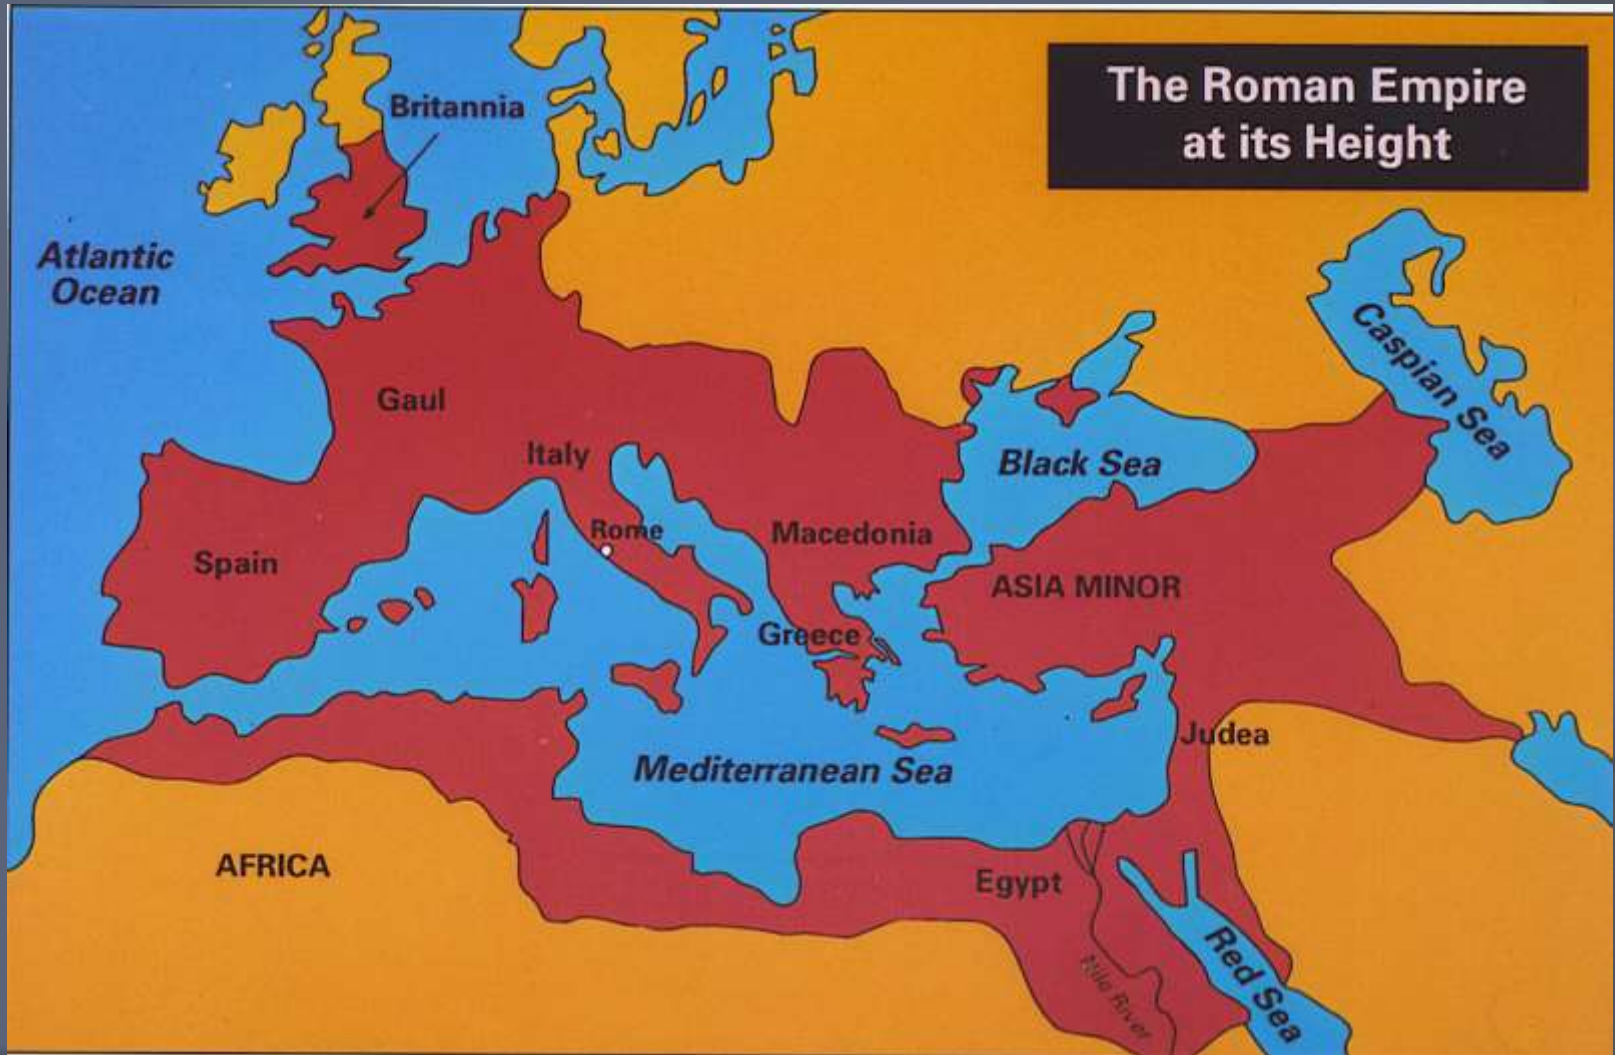 The Roman Empire
at its Height
Britannia
Atlantic
Ocean
Caspian Sea
Gaul
Italy
Black Sea
Rome
Macedonia
Spain
ASIA MINOR
Greece
Judea
Mediterranean Sea
AFRICA
Egypt
Red Sea
Nile River